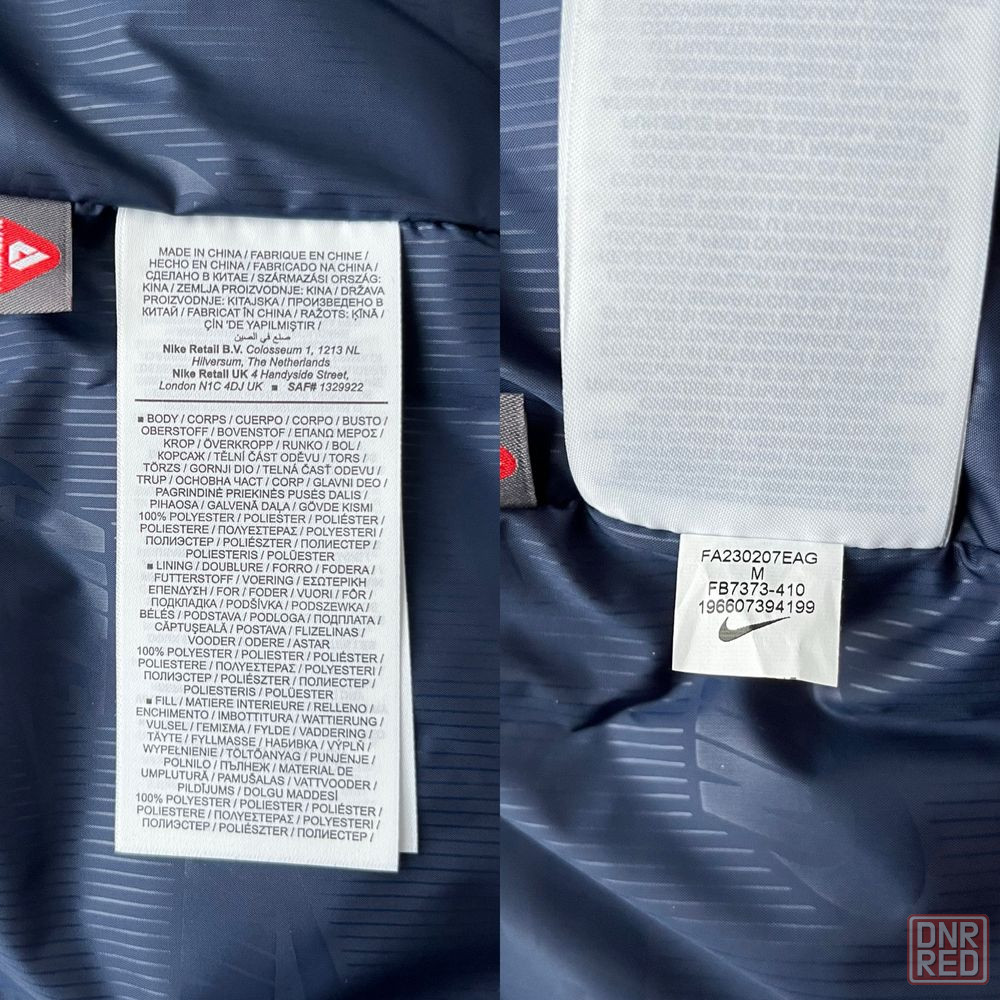 MADE IN CHINA / FABRIQUE EN CHINE /
HECHO EN CHINA / FABRICADO NA CHINA /
СДЕЛАНО В КИТАЕ / SZÁRMAZÁSI ORSZÁG:
KINA / ZEMLJA PROIZVODNJE: KINA / DRŽAVA
PROIZVODNJE: KITAJSKA / ПРОИЗВЕДЕНО В
КИТАЙ / FABRICAT ÎN CHINA / RAŽOTS: ĶĪNĀ /
ÇİN 'DE YAPILMIŞTIR /
صنع في الصين
Nike Retail B.V. Colosseum 1, 1213 NL
Hilversum, The Netherlands
Nike Retail UK 4 Handyside Street,
London N1C 4DJ UK ■ SAF# 1329922
■ BODY / CORPS / CUERPO / CORPO / BUSTO /
OBERSTOFF / BOVENSTOF / ΕΠΑΝΩ ΜΕΡΟΣ /
KROP / ÖVERKROPP / RUNKO / BOL /
КОРСАЖ / TĚLNÍ ČÁST ODĚVU / TORS /
TÖRZS / GORNJI DIO / TELNÁ ČASŤ ODEVU /
TRUP / ОСНОВНА ЧАСТ / CORP / GLAVNI DEO /
PAGRINDINĖ PRIEKINĖS PUSĖS DALIS /
PIHAOSA / GALVENĀ DAĻA / GÖVDE KISMI
100% POLYESTER / POLIESTER / POLIÉSTER /
POLIESTERE / ΠΟΛΥΕΣΤΕΡΑΣ / POLYESTERI /
ПОЛИЭСТЕР / POLIÉSZTER / ПОЛИЕСТЕР /
POLIESTERIS / POLÜESTER
■ LINING / DOUBLURE / FORRO / FODERA /
FUTTERSTOFF / VOERING / ΕΣΩΤΕΡΙΚΗ
ΕΠΕΝΔΥΣΗ / FOR / FODER / VUORI / FÔR /
ПОДКЛАДКА / PODŠÍVKA / PODSZEWKA /
BÉLÉS / PODSTAVA / PODLOGA / ПОДПЛАТА /
CĂPTUŞEALĂ / POSTAVA / FLIZELINAS /
VOODER / ODERE / ASTAR
100% POLYESTER / POLIESTER / POLIÉSTER /
POLIESTERE / ΠΟΛΥΕΣΤΕΡΑΣ / POLYESTERI /
ПОЛИЭСТЕР / POLIÉSZTER / ПОЛИЕСТЕР /
POLIESTERIS / POLÜESTER
■ FILL / MATIERE INTERIEURE / RELLENO /
ENCHIMENTO / IMBOTTITURA / WATTIERUNG /
VULSEL / ΓΕΜΙΣΜΑ / FYLDE / VADDERING /
TÄYTE / FYLLMASSE / НАБИВКА / VÝPLŇ /
WYPEŁNIENIE / TÖLTŐANYAG / PUNJENJE /
POLNILO / ПЪЛНЕЖ / MATERIAL DE
UMPLUTURĂ / PAMUŠALAS / VATTVOODER /
PILDĪJUMS / DOLGU MADDESİ
100% POLYESTER / POLIESTER / POLIÉSTER /
POLIESTERE / ΠΟΛΥΕΣΤΕΡΑΣ / POLYESTERI /
ПОЛИЭСТЕР / POLIÉSZTER / ПОЛИЕСТЕР /
FA230207EAG
M
FB7373-410
196607394199
DNR
RED